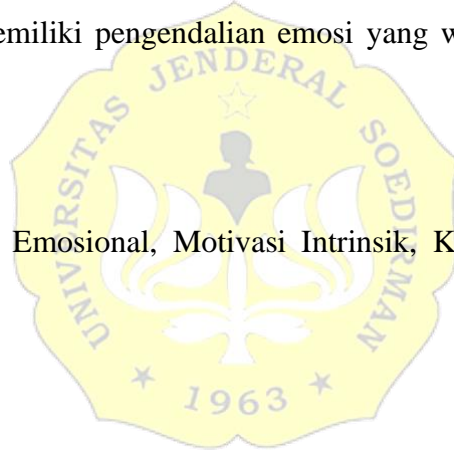 emiliki pengendalian emosi yang w
UNIVERSITAS JENDERAL SOEDIRMAN
Emosional, Motivasi Intrinsik, K
1963